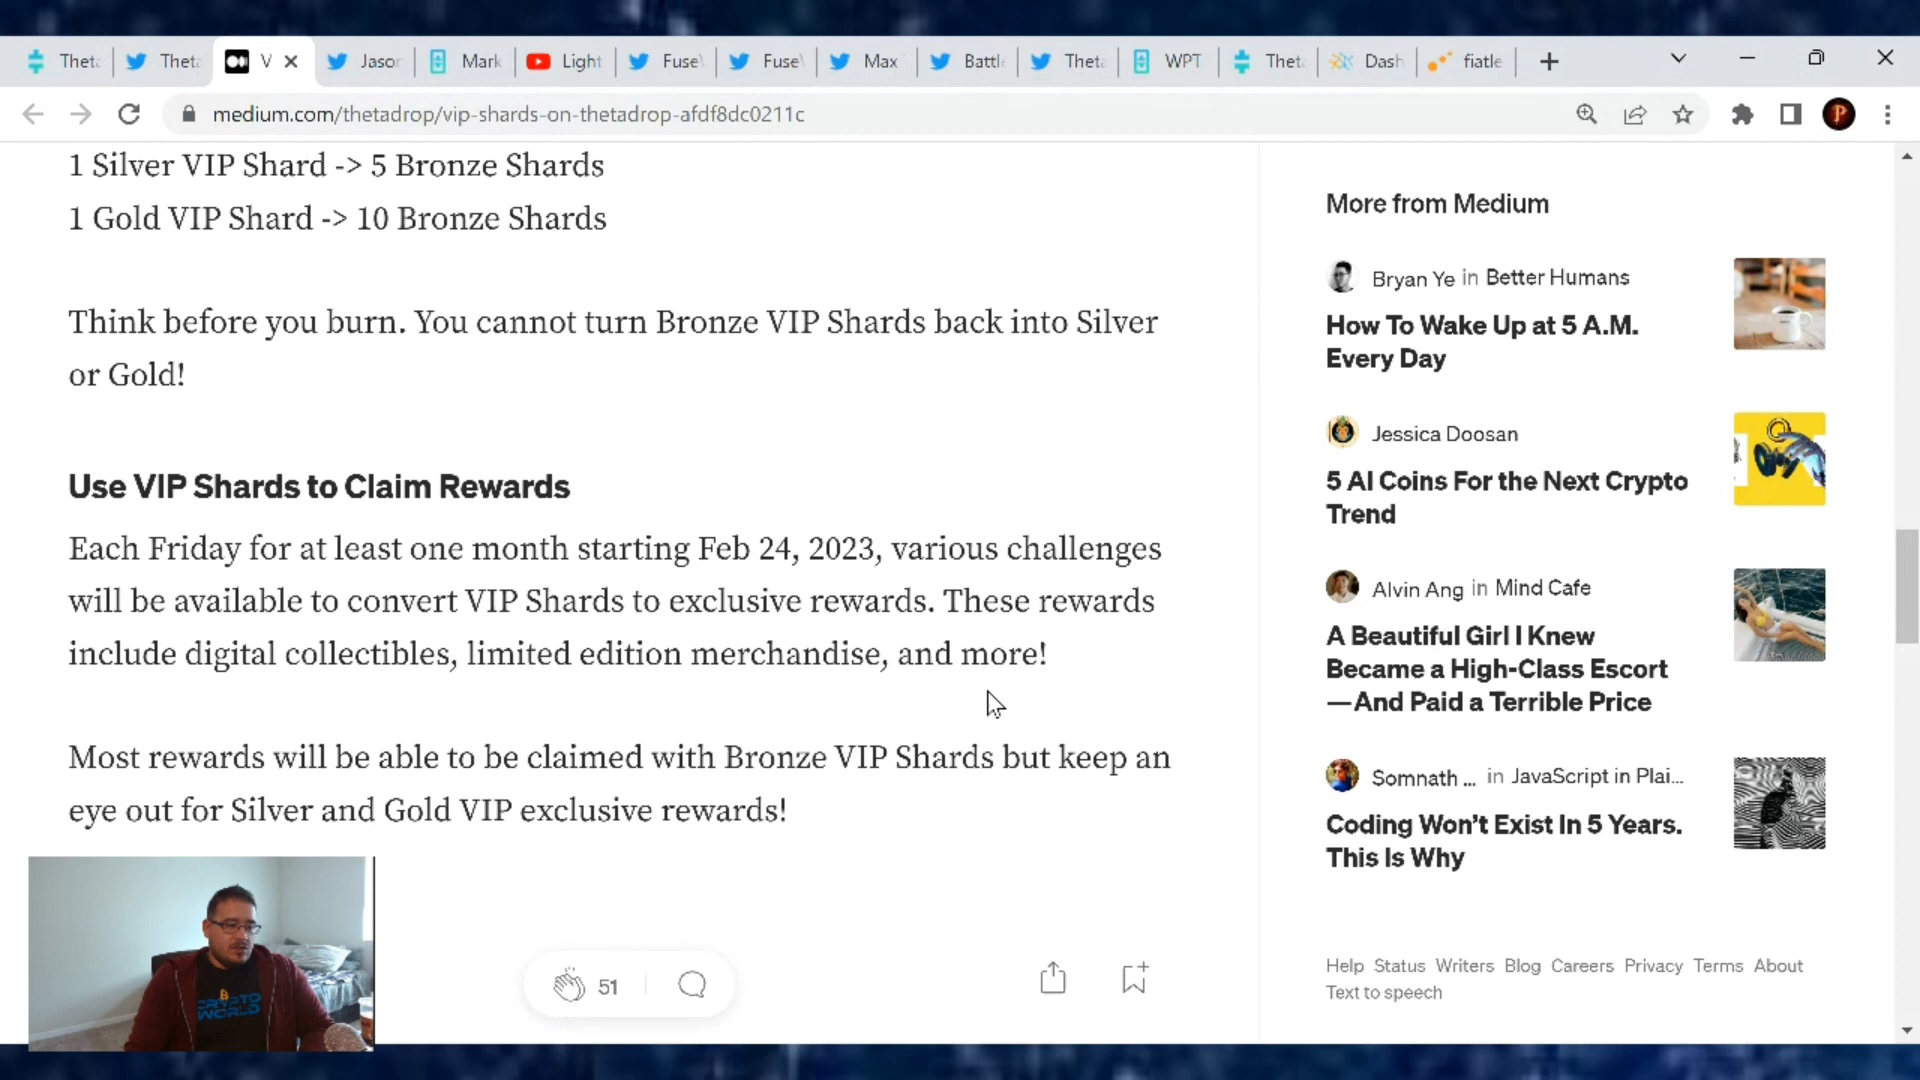 Theta
Theta
V
Jason
Mark
Light
Fuse
Fuse
Max
Battl
Theta
WPT
Theta
Dash
fiatle
medium.com/thetadrop/vip-shards-on-thetadrop-afdf8dc0211c
1 Silver VIP Shard -> 5 Bronze Shards
1 Gold VIP Shard -> 10 Bronze Shards
Think before you burn. You cannot turn Bronze VIP Shards back into Silver
or Gold!
Use VIP Shards to Claim Rewards
Each Friday for at least one month starting Feb 24, 2023, various challenges
will be available to convert VIP Shards to exclusive rewards. These rewards
include digital collectibles, limited edition merchandise, and more!
Most rewards will be able to be claimed with Bronze VIP Shards but keep an
eye out for Silver and Gold VIP exclusive rewards!
51
More from Medium
Bryan Ye in Better Humans
How To Wake Up at 5 A.M.
Every Day
Jessica Doosan
5 AI Coins For the Next Crypto
Trend
Alvin Ang in Mind Cafe
A Beautiful Girl I Knew
Became a High-Class Escort
—And Paid a Terrible Price
Somnath ... in JavaScript in Plai...
Coding Won't Exist In 5 Years.
This Is Why
Help Status Writers Blog Careers Privacy Terms About
Text to speech
CRYPTO
WORLD